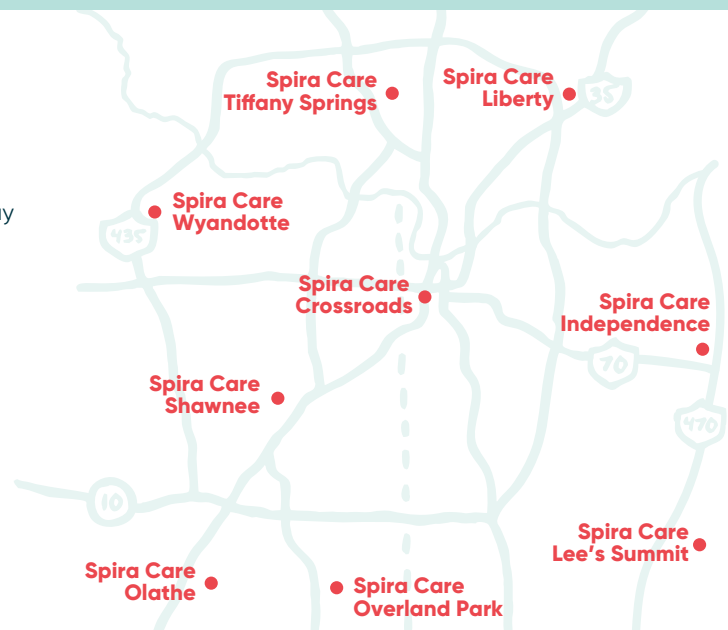 Spira Care
Tiffany Springs
Spira Care
Liberty
35
Spira Care
Wyandotte
435
Spira Care
Crossroads
Spira Care
Independence
70
Spira Care
Shawnee
470
10
Spira Care
Lee's Summit
Spira Care
Olathe
Spira Care
Overland Park